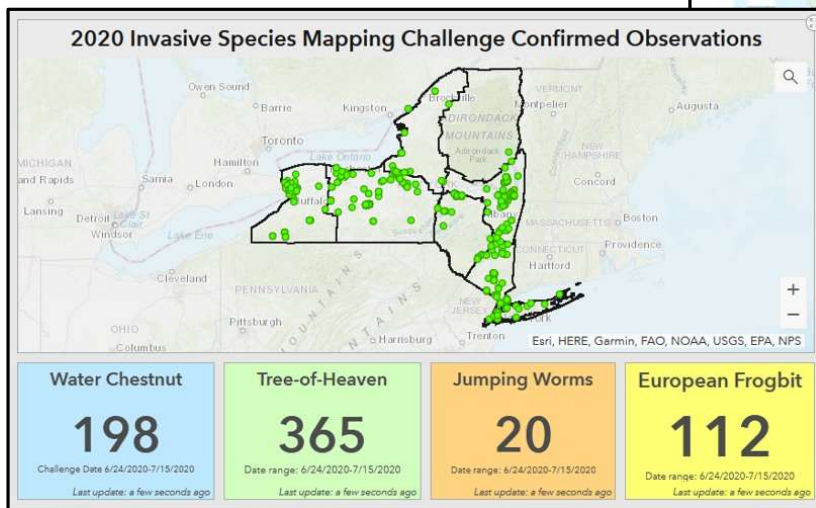 2020 Invasive Species Mapping Challenge Confirmed Observations
Owen Sound
Barrie
Kingston
Brockville
VERMONT
Montpelier
Augusta
ADIRONDACK
MOUNTAINS
Adirondack
Park
Toronto
Lake Ontario
NEW
HAMPSHIRE
MICHIGAN
and Rapids
Hamilton
Sarnia
London
Concord
Lansing
Detroit
Lake St
Clair
Windsor
Buffalo
Albany
MASSACHUSETTS
Boston
Lake Erie
CONNECTICUT
Providence
Hartford
Cleveland
PENNSYLVANIA
MOUNTAINS
NEW
JERSEY
York
OHIO
Pittsburgh
Harrisburg
Trenton
Columbus
+
−
Esri, HERE, Garmin, FAO, NOAA, USGS, EPA, NPS
Water Chestnut
198
Challenge Date 6/24/2020-7/15/2020
Last update: a few seconds ago
Tree-of-Heaven
365
Date range: 6/24/2020-7/15/2020
Last update: a few seconds ago
Jumping Worms
20
Date range: 6/24/2020-7/15/2020
Last update: a few seconds ago
European Frogbit
112
Date range: 6/24/2020-7/15/2020
Last update: a few seconds ago